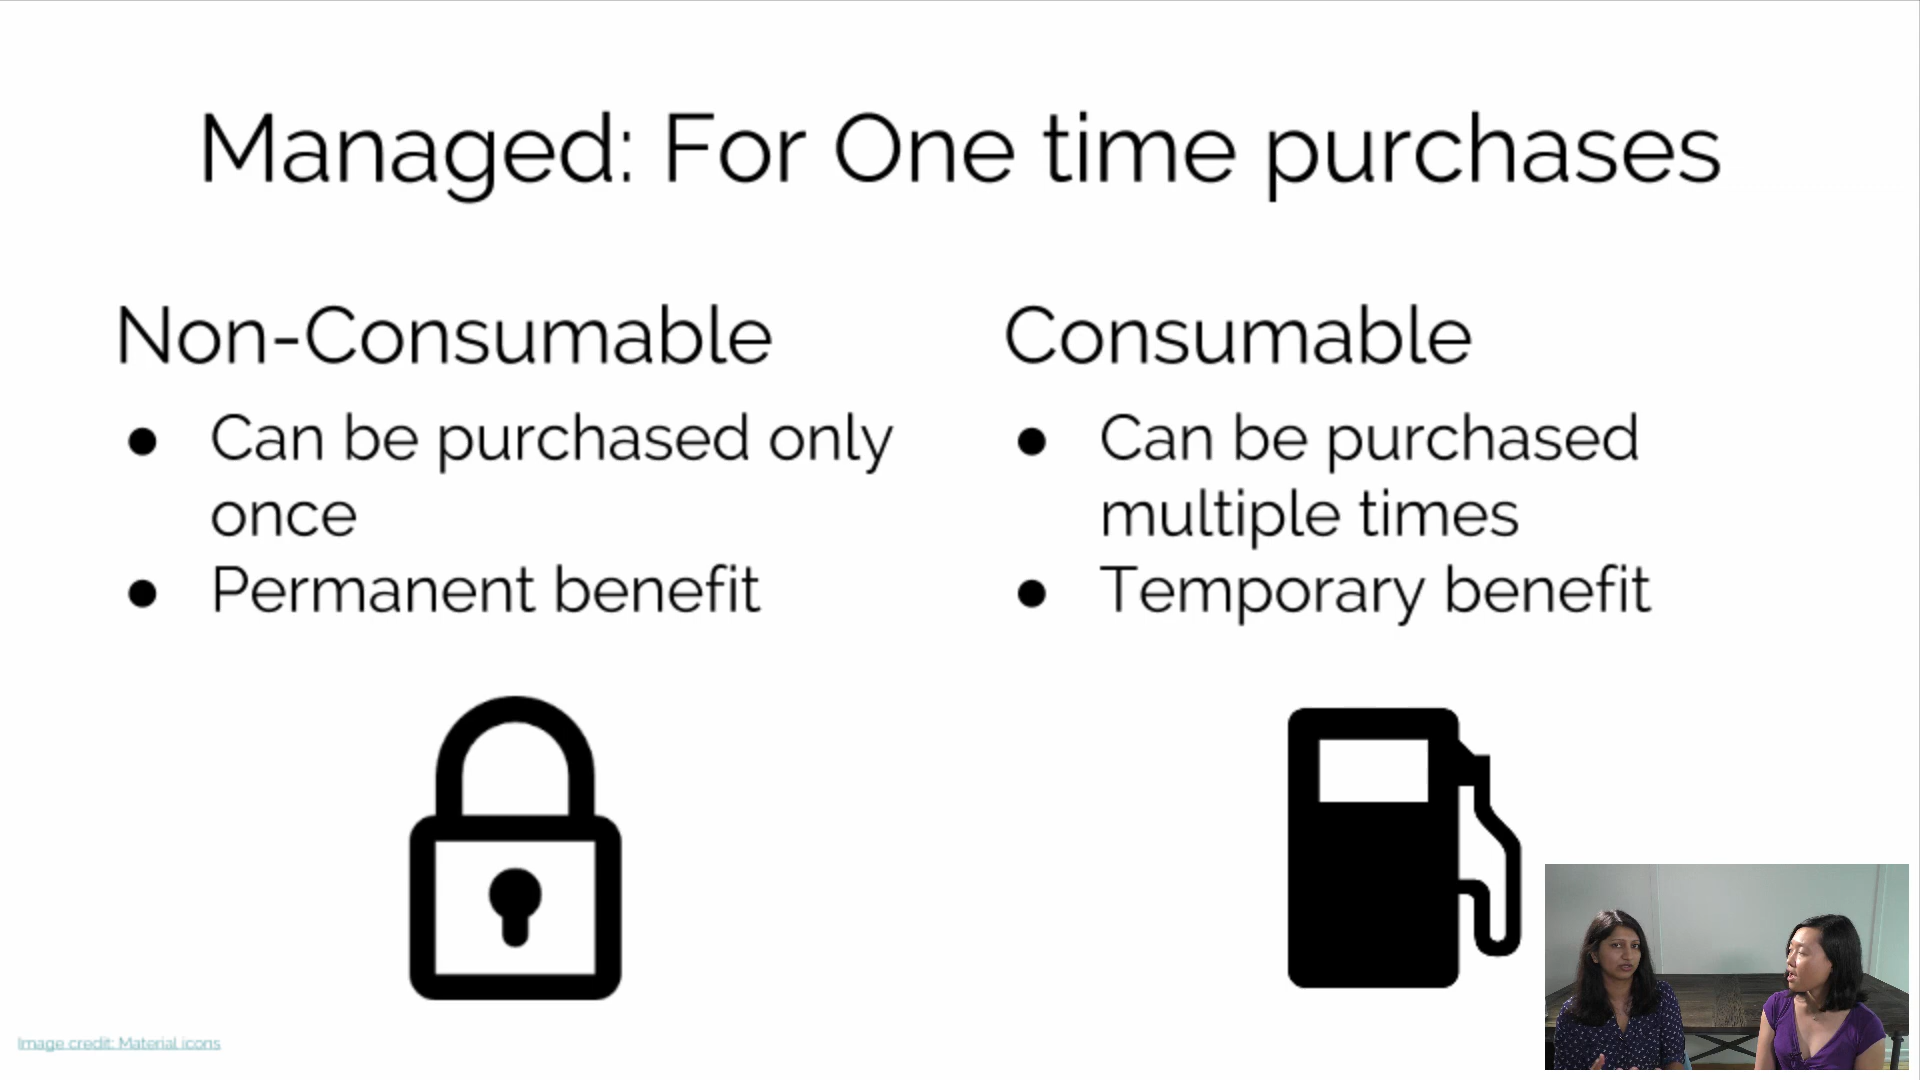 Managed: For One time purchases
Non-Consumable
● Can be purchased only
once
● Permanent benefit
Consumable
● Can be purchased
multiple times
● Temporary benefit
Image credit: Material icons